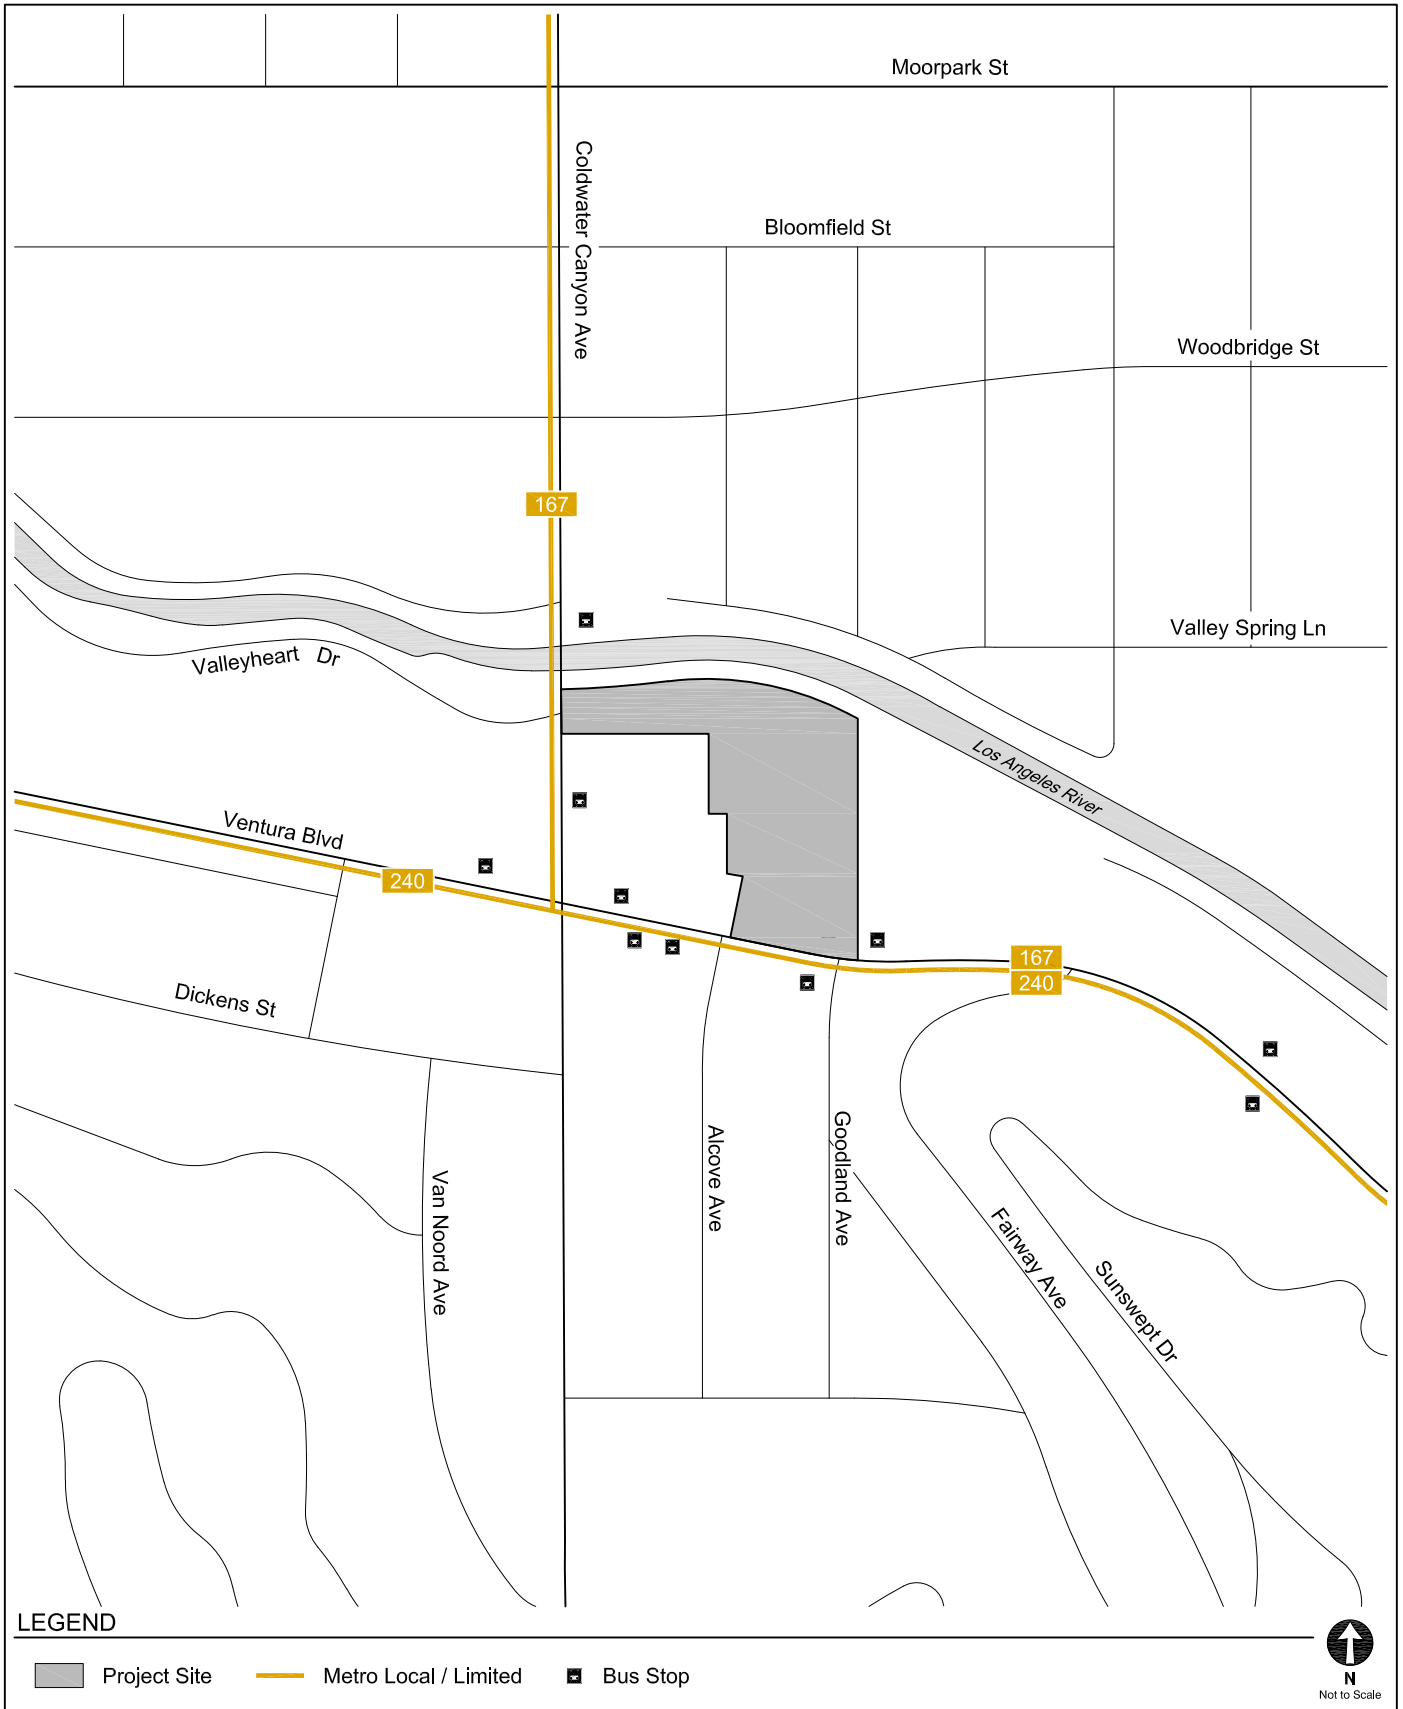 Moorpark St
Coldwater Canyon Ave
Bloomfield St
Woodbridge St
167
Valley Spring Ln
Valleyheart Dr
Los Angeles River
Ventura Blvd
240
167
240
Dickens St
Alcove Ave
Goodland Ave
Van Noord Ave
Fairway Ave
Sunswept Dr
LEGEND
Project Site
Metro Local / Limited
Bus Stop
N
Not to Scale